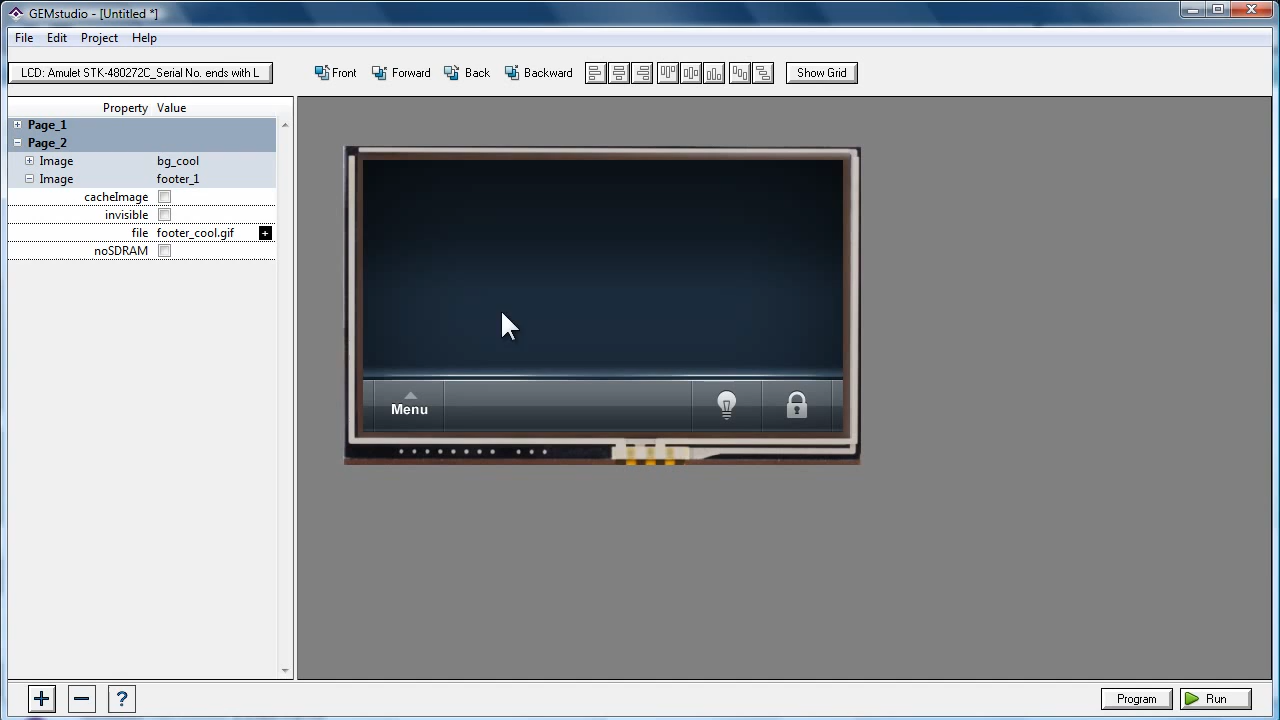 GEMstudio - [Untitled *]
File Edit Project Help
LCD: Amulet STK-480272C_Serial No. ends with L
Front Forward Back Backward Show Grid
Property Value
Page_1
Page_2
Image bg_cool
Image footer_1
cacheImage
invisible
file footer_cool.gif
noSDRAM
Menu
Program Run